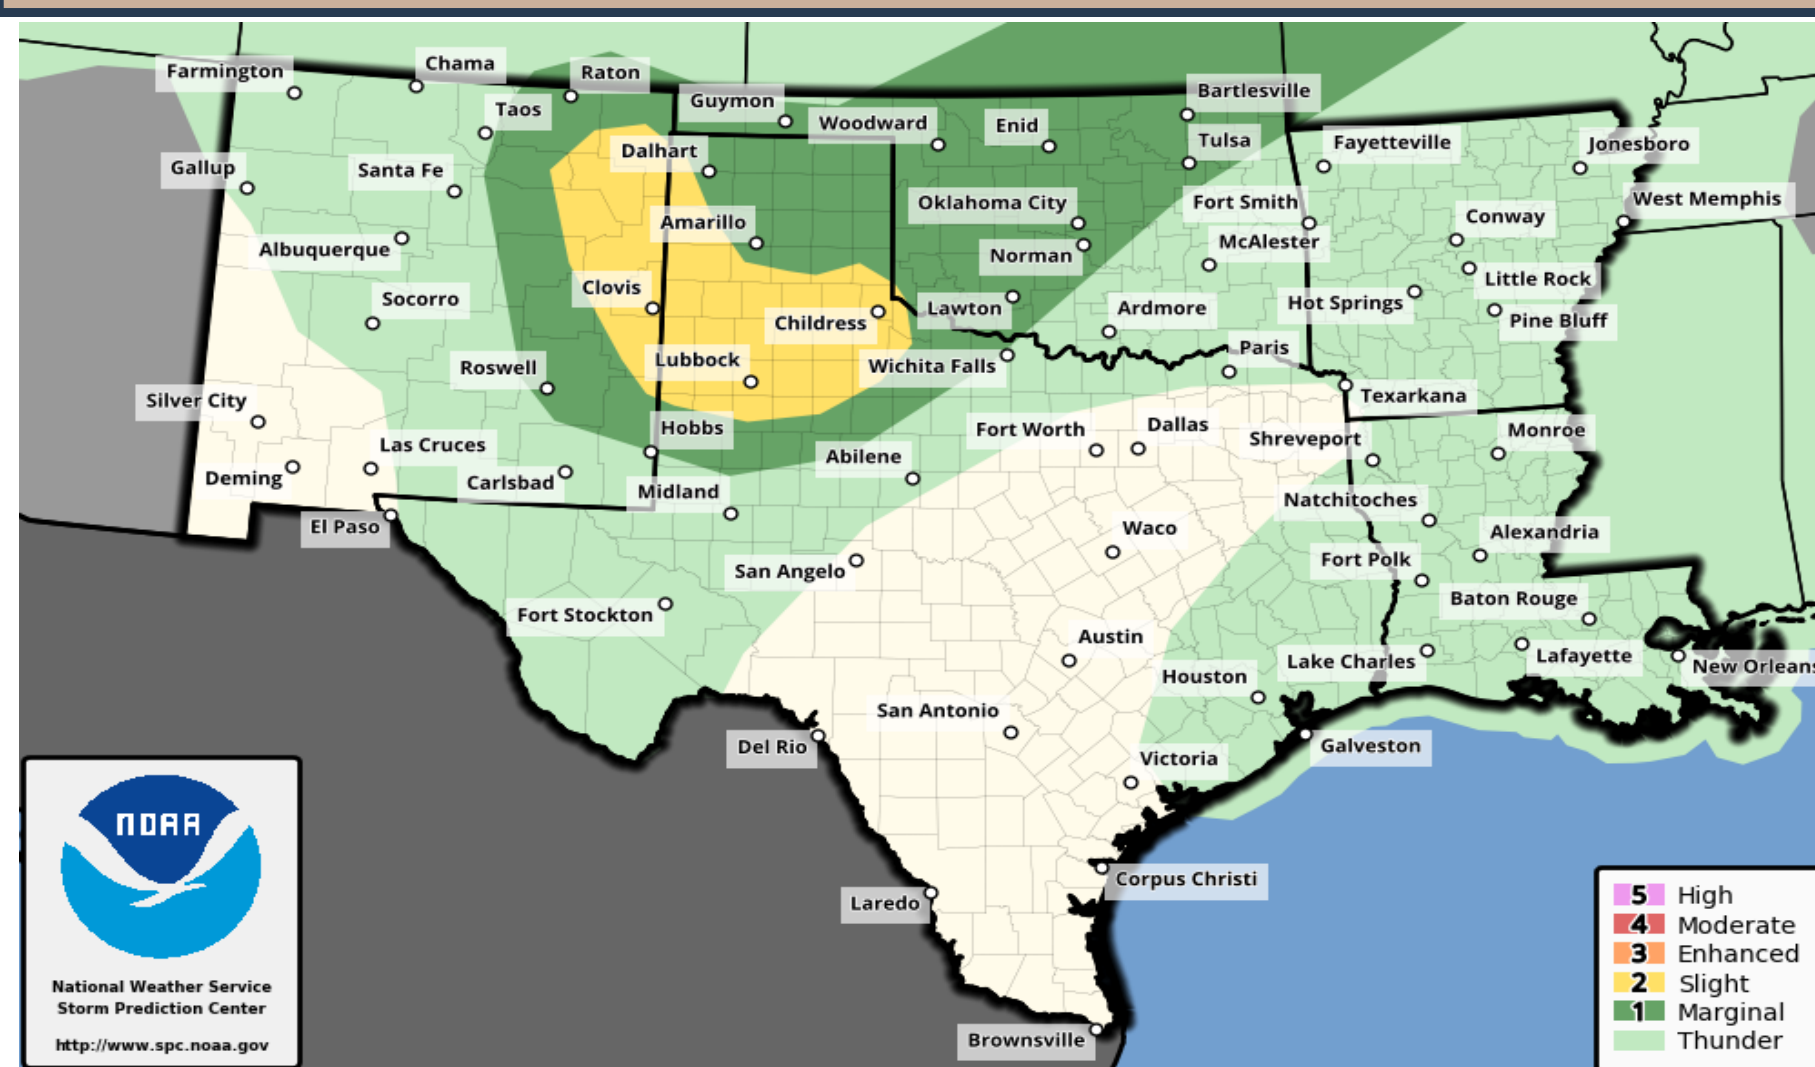 Farmington
Chama
Raton
Taos
Guymon
Woodward
Enid
Bartlesville
Tulsa
Fayetteville
Jonesboro
Gallup
Santa Fe
Dalhart
Oklahoma City
Fort Smith
West Memphis
Albuquerque
Amarillo
Norman
McAlester
Conway
Socorro
Clovis
Childress
Lawton
Ardmore
Hot Springs
Little Rock
Pine Bluff
Roswell
Lubbock
Wichita Falls
Paris
Silver City
Texarkana
Hobbs
Las Cruces
Deming
Carlsbad
Midland
Abilene
Fort Worth
Dallas
Shreveport
Monroe
El Paso
Natchitoches
Waco
Alexandria
San Angelo
Fort Polk
Fort Stockton
Baton Rouge
Austin
Houston
Lake Charles
Lafayette
New Orleans
San Antonio
Del Rio
Victoria
Galveston
Corpus Christi
Laredo
Brownsville
NOAA
National Weather Service
Storm Prediction Center
http://www.spc.noaa.gov
5 High
4 Moderate
3 Enhanced
2 Slight
1 Marginal
Thunder